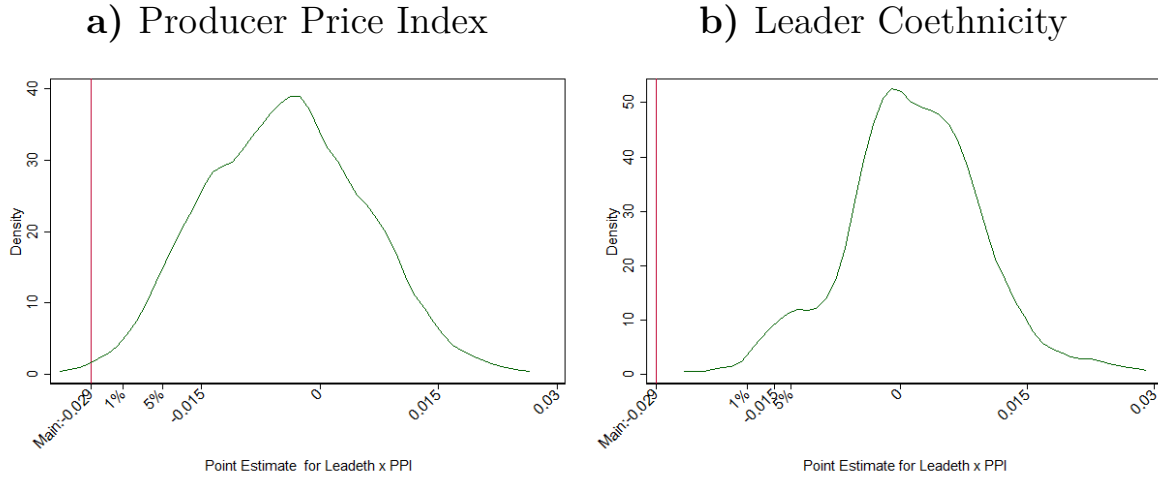 a) Producer Price Index
b) Leader Coethnicity
Density
40
30
20
10
0
Main:-0.029
1%
5%
-0.015
0
0.015
0.03
Point Estimate for Leadeth x PPI
Density
50
40
30
20
10
0
Main:-0.029
1%
-0.015
5%
0
0.015
0.03
Point Estimate for Leadeth x PPI